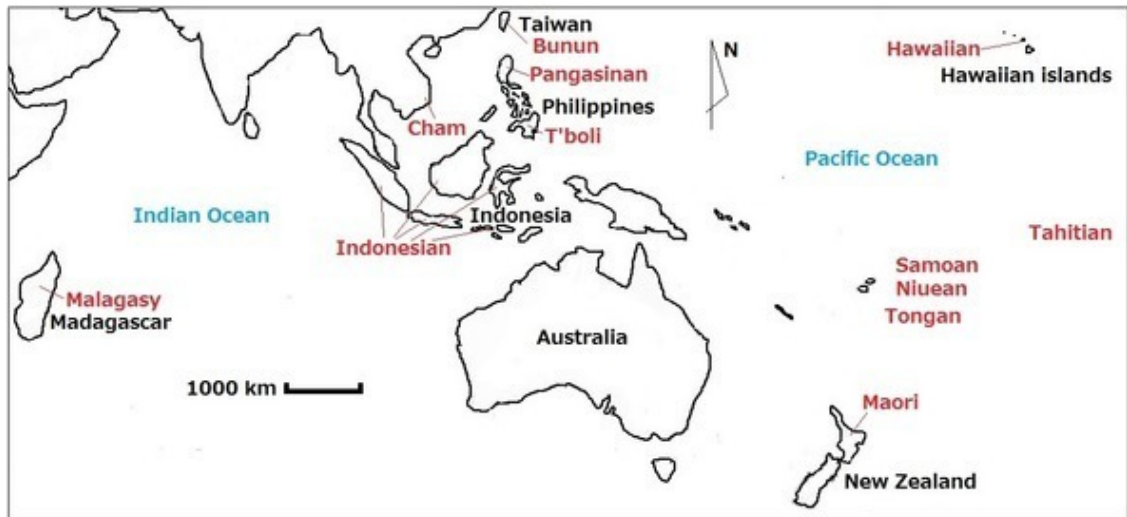 Taiwan
Bunun
Hawaiian
N
Pangasinan
Hawaiian islands
Philippines
Cham
T'boli
Pacific Ocean
Indian Ocean
Indonesia
Tahitian
Indonesian
Samoan
Niuean
Malagasy
Tongan
Madagascar
Australia
1000 km
Maori
New Zealand